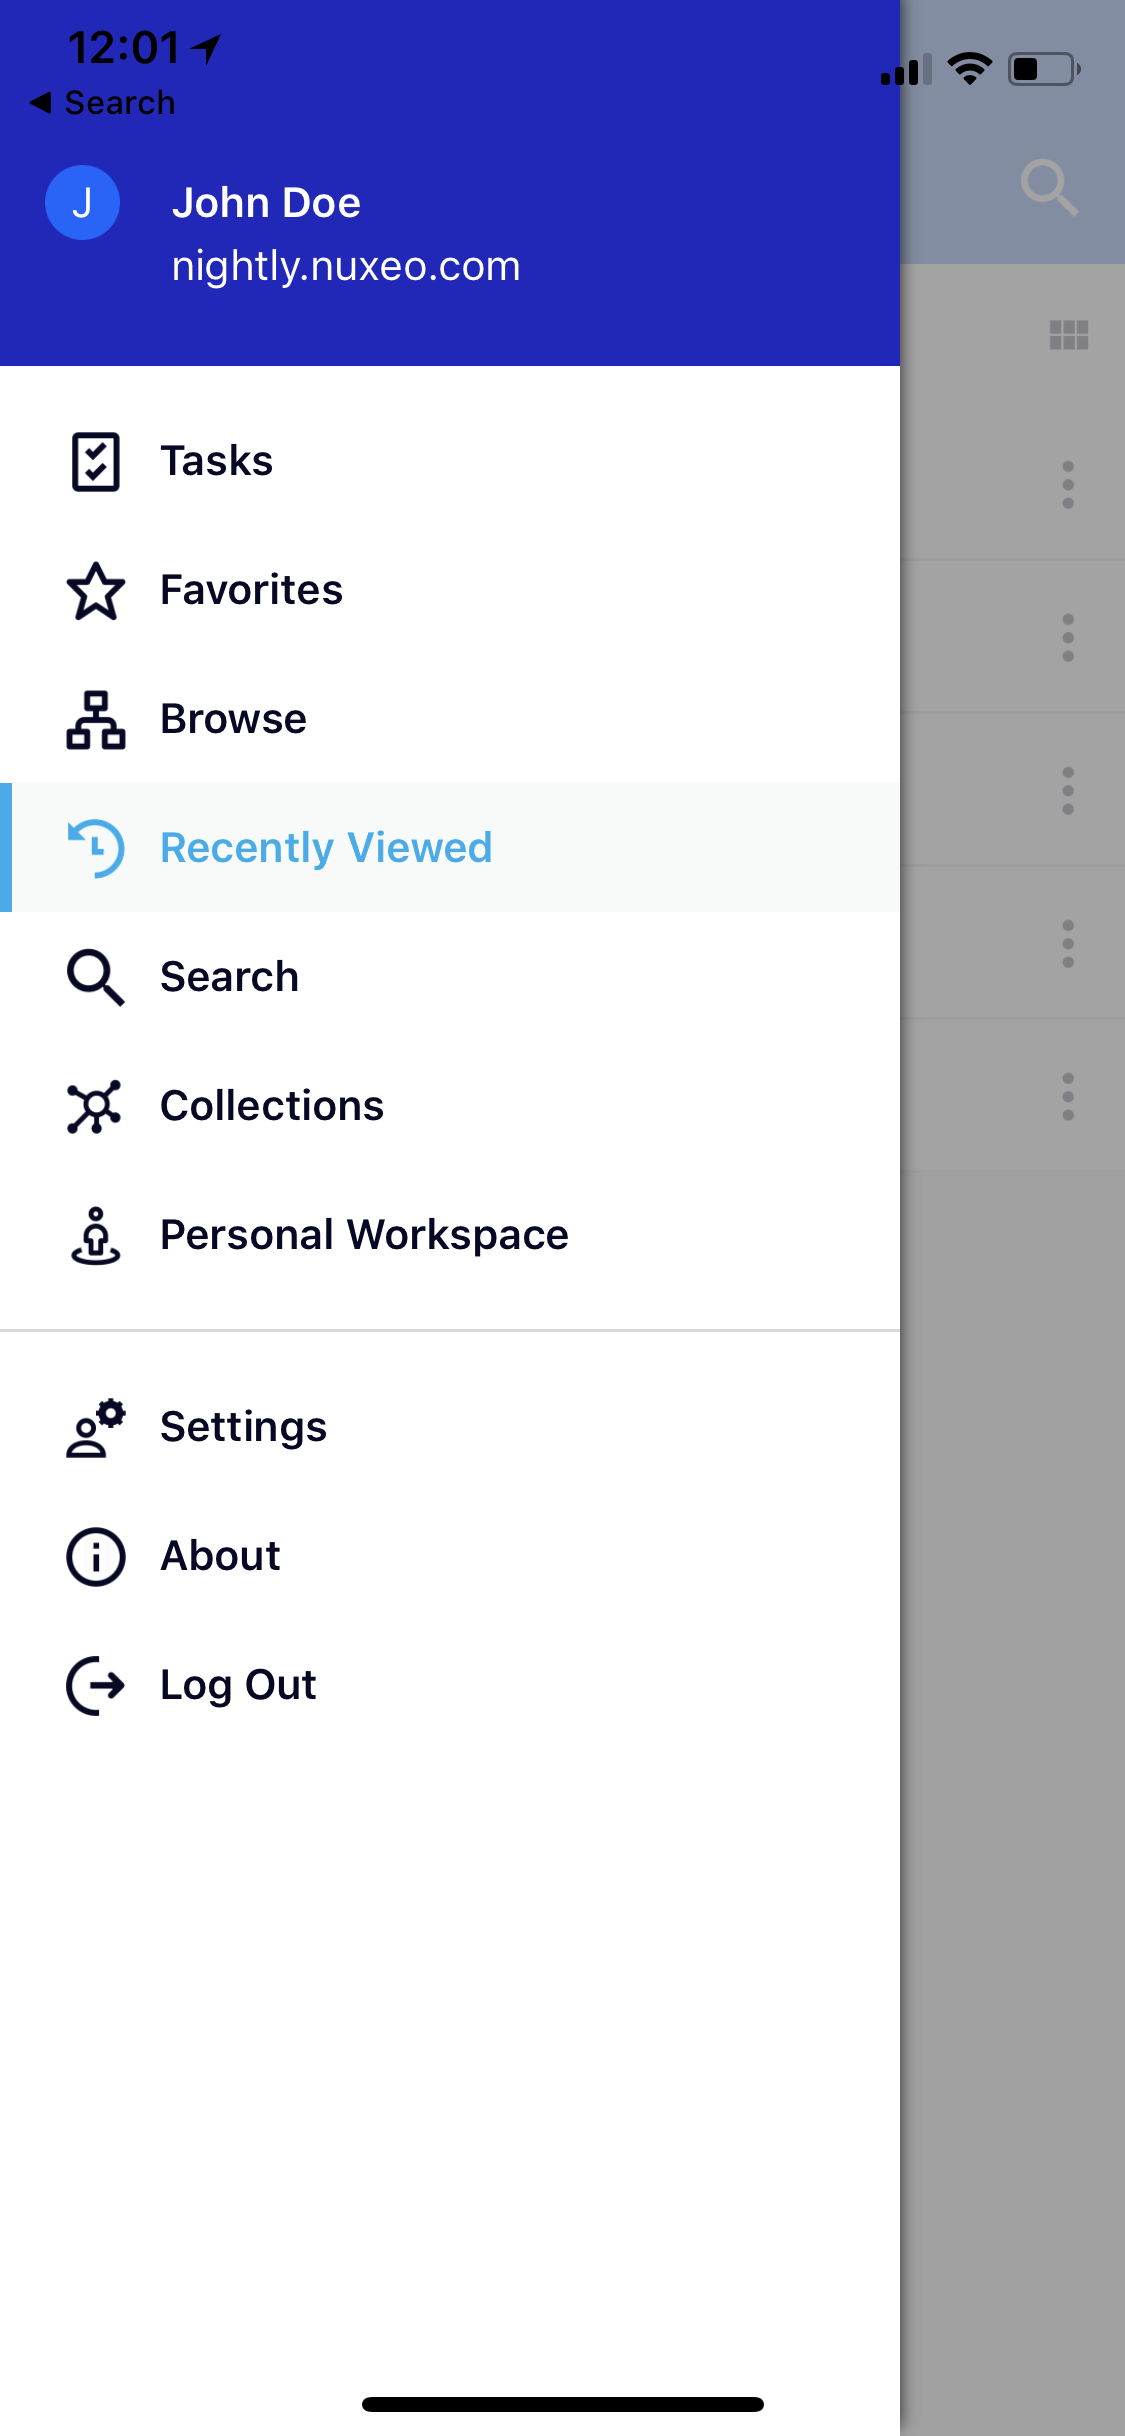 12:01
Search
J
John Doe
nightly.nuxeo.com
Tasks
Favorites
Browse
Recently Viewed
Search
Collections
Personal Workspace
Settings
About
Log Out